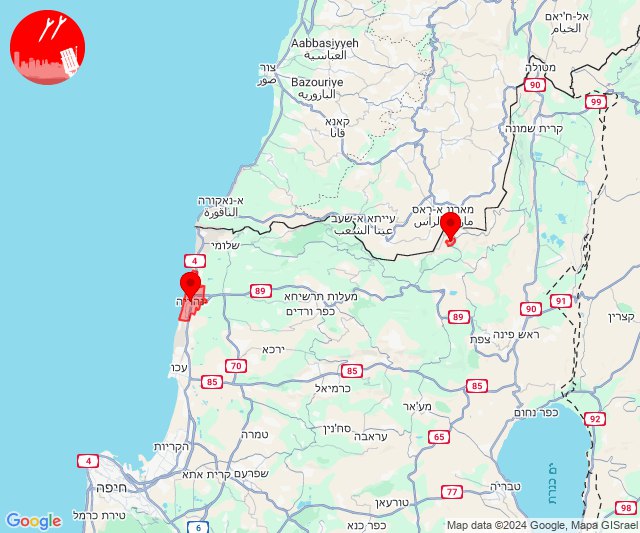 אל-ח'יאם
الخيام
Aabbasiyyeh
العباسية
מטולה
צור
صور
Bazouriye
البازورية
90
99
קאנא
قانا
קרית שמונה
א-נאקורה
الناقورة
עייתא א-שעב
عيتا الشعب
מארון א-ראס
שלומי
4
89
מעלות תרשיחא
כפר ורדים
91
90
89
קצרין
ראש פינה
צפת
ירכא
70
עכו
85
85
85
כרמיאל
מע'אר
כפר נחום
92
סח'נין
טמרה
עראבה
65
הקריות
4
ים כנרת
חיפה
שפרעם
קרית אתא
77
טבריה
98
טורעאן
טירת כרמל
6
כפר כנא
Google
Map data ©2024 Google, Mapa GISrael